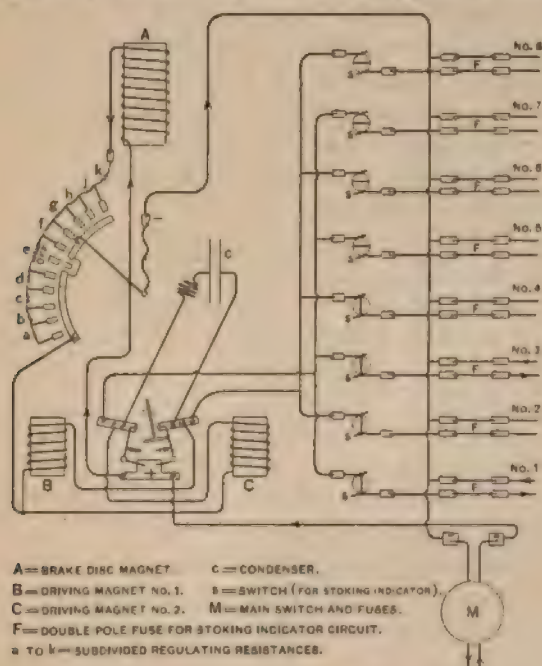 A
No. 8
F
S
No. 7
F
S
k
j
h
g
f
e
OFF
d
c
b
a
−
c
No. 6
F
S
No. 5
F
S
No. 4
F
S
No. 3
F
S
No. 2
F
S
No. 1
F
S
+
B
C
M
A = BRAKE DISC MAGNET
c = CONDENSER.
B = DRIVING MAGNET No. 1.
S = SWITCH (FOR STOKING INDICATOR).
C = DRIVING MAGNET No. 2.
M = MAIN SWITCH AND FUSES.
F = DOUBLE POLE FUSE FOR STOKING INDICATOR CIRCUIT.
a TO k = SUBDIVIDED REGULATING RESISTANCES.